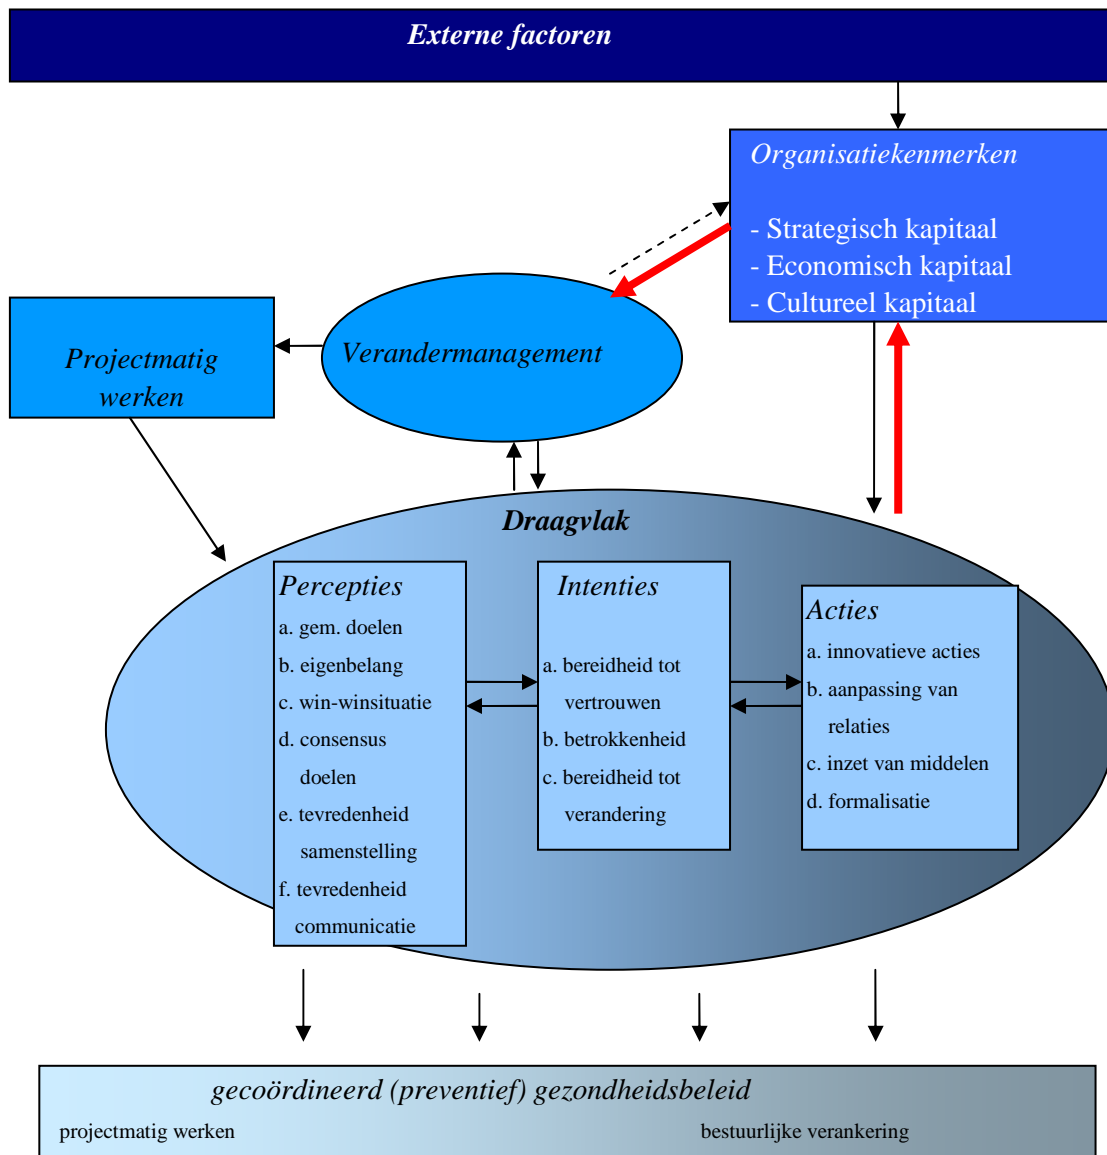 Externe factoren
Organisatiekenmerken
- Strategisch kapitaal
- Economisch kapitaal
- Cultureel kapitaal
Verandermanagement
Projectmatig
werken
Draagvlak
Percepties
a. gem. doelen
b. eigenbelang
c. win-winsituatie
d. consensus
doelen
e. tevredenheid
samenstelling
f. tevredenheid
communicatie
Intenties
a. bereidheid tot
vertrouwen
b. betrokkenheid
c. bereidheid tot
verandering
Acties
a. innovatieve acties
b. aanpassing van
relaties
c. inzet van middelen
d. formalisatie
gecoördineerd (preventief) gezondheidsbeleid
projectmatig werken
bestuurlijke verankering